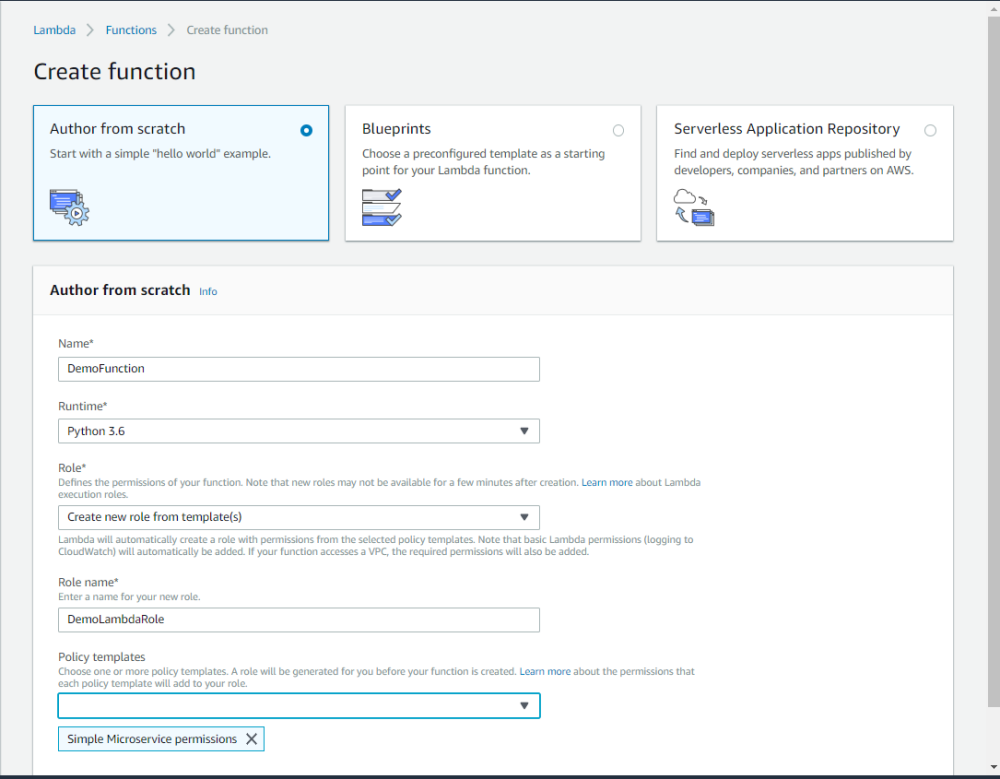 Lambda > Functions > Create function
Create function
Author from scratch
Start with a simple "hello world" example.
Blueprints
Choose a preconfigured template as a starting
point for your Lambda function.
Serverless Application Repository
Find and deploy serverless apps published by
developers, companies, and partners on AWS.
Author from scratch Info
Name*
DemoFunction
Runtime*
Python 3.6
Role*
Defines the permissions of your function. Note that new roles may not be available for a few minutes after creation. Learn more about Lambda
execution roles.
Create new role from template(s)
Lambda will automatically create a role with permissions from the selected policy templates. Note that basic Lambda permissions (logging to
CloudWatch) will automatically be added. If your function accesses a VPC, the required permissions will also be added.
Role name*
Enter a name for your new role.
DemoLambdaRole
Policy templates
Choose one or more policy templates. A role will be generated for you before your function is created. Learn more about the permissions that
each policy template will add to your role.
Simple Microservice permissions